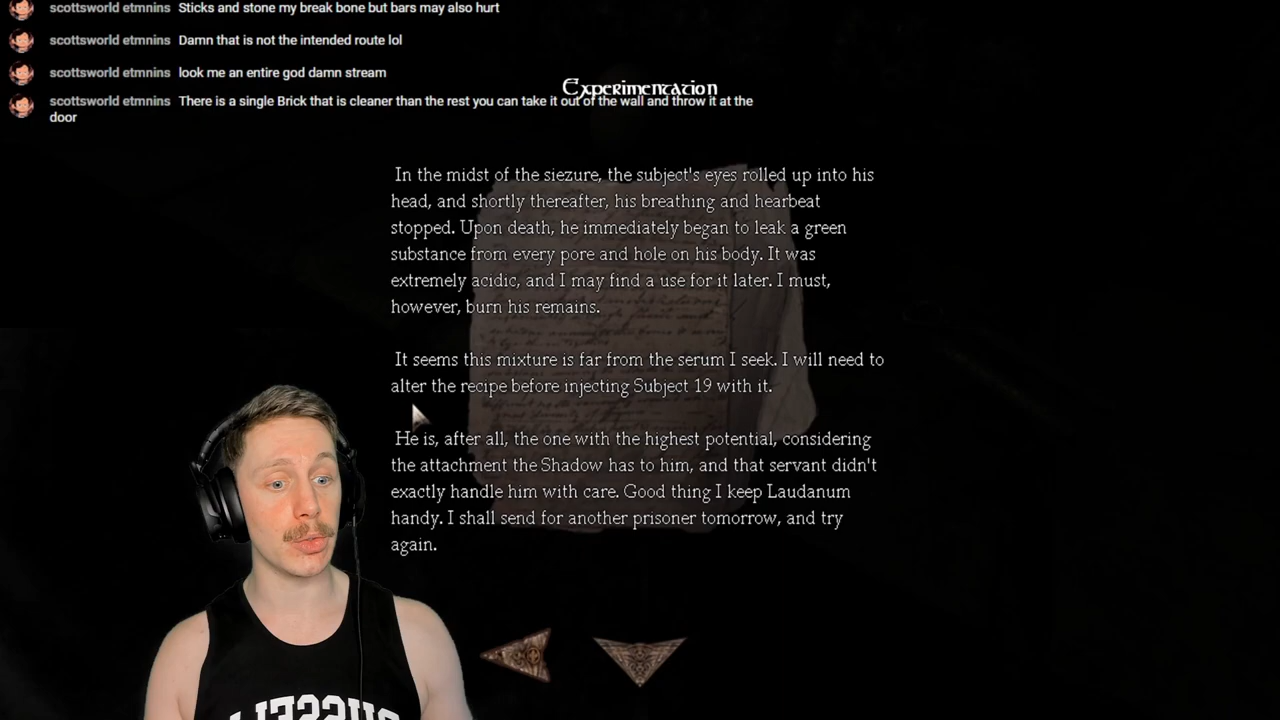 scottsworld etmnins Sticks and stone my break bone but bars may also hurt
scottsworld etmnins Damn that is not the intended route lol
scottsworld etmnins look me an entire god damn stream
scottsworld etmnins There is a single Brick that is cleaner than the rest you can take it out of the wall and throw it at the
door
Experimentation
In the midst of the siezure, the subject's eyes rolled up into his
head, and shortly thereafter, his breathing and hearbeat
stopped. Upon death, he immediately began to leak a green
substance from every pore and hole on his body. It was
extremely acidic, and I may find a use for it later. I must,
however, burn his remains.
It seems this mixture is far from the serum I seek. I will need to
alter the recipe before injecting Subject 19 with it.
He is, after all, the one with the highest potential, considering
the attachment the Shadow has to him, and that servant didn't
exactly handle him with care. Good thing I keep Laudanum
handy. I shall send for another prisoner tomorrow, and try
again.